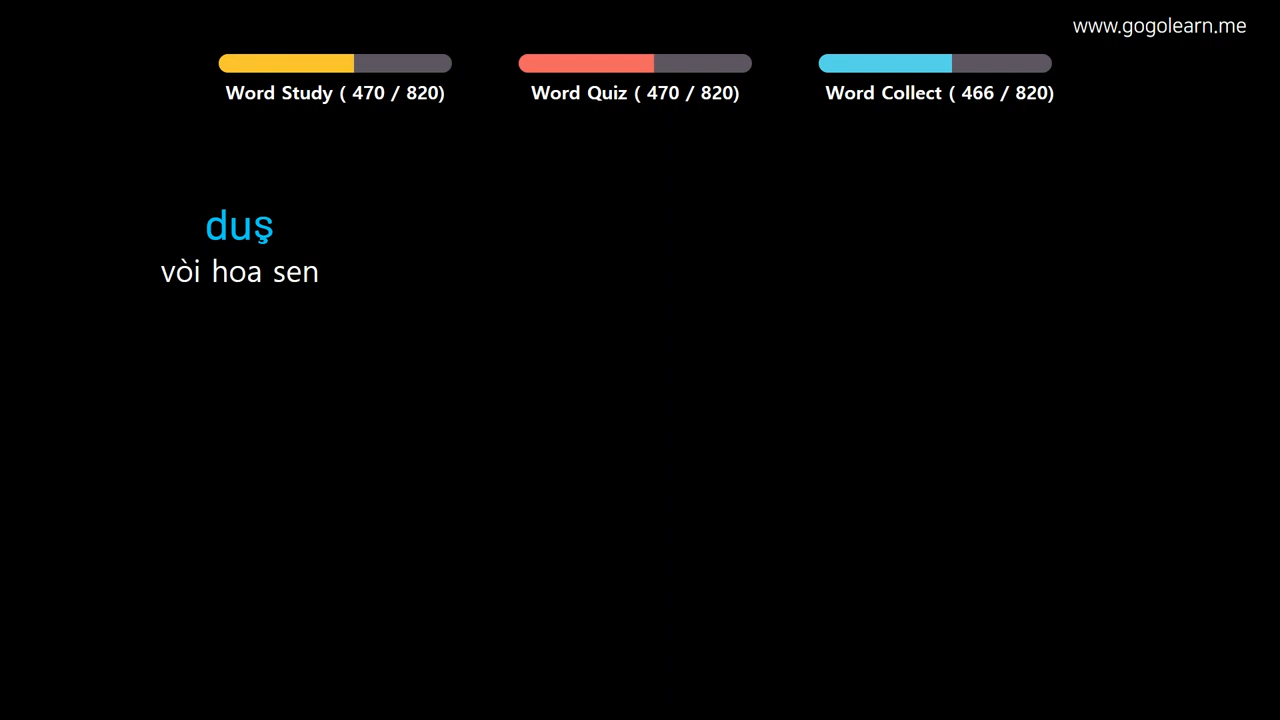 www.gogolearn.me
Word Study ( 470 / 820)
Word Quiz ( 470 / 820)
Word Collect ( 466 / 820)
duş
vòi hoa sen